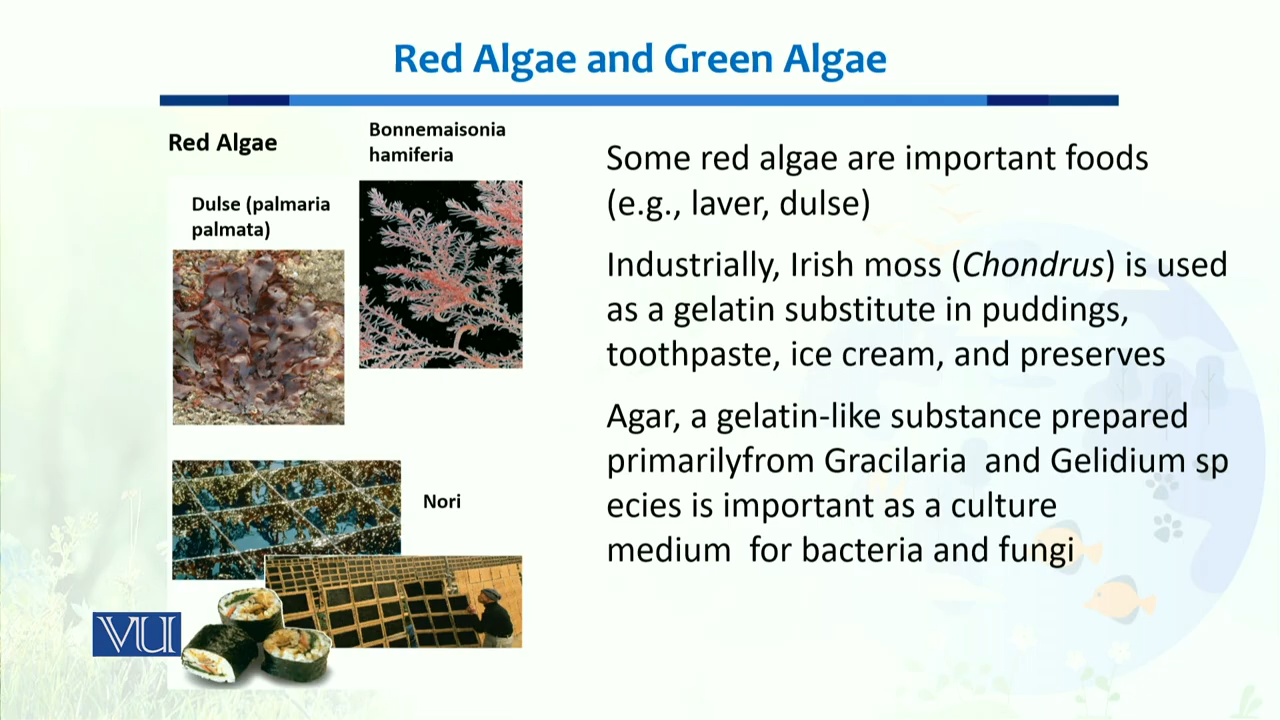 Red Algae and Green Algae
Red Algae
Bonnemaisonia
hamiferia
Dulse (palmaria
palmata)
Nori
VU
Some red algae are important foods
(e.g., laver, dulse)
Industrially, Irish moss (Chondrus) is used
as a gelatin substitute in puddings,
toothpaste, ice cream, and preserves
Agar, a gelatin-like substance prepared
primarilyfrom Gracilaria  and Gelidium sp
ecies is important as a culture
medium  for bacteria and fungi